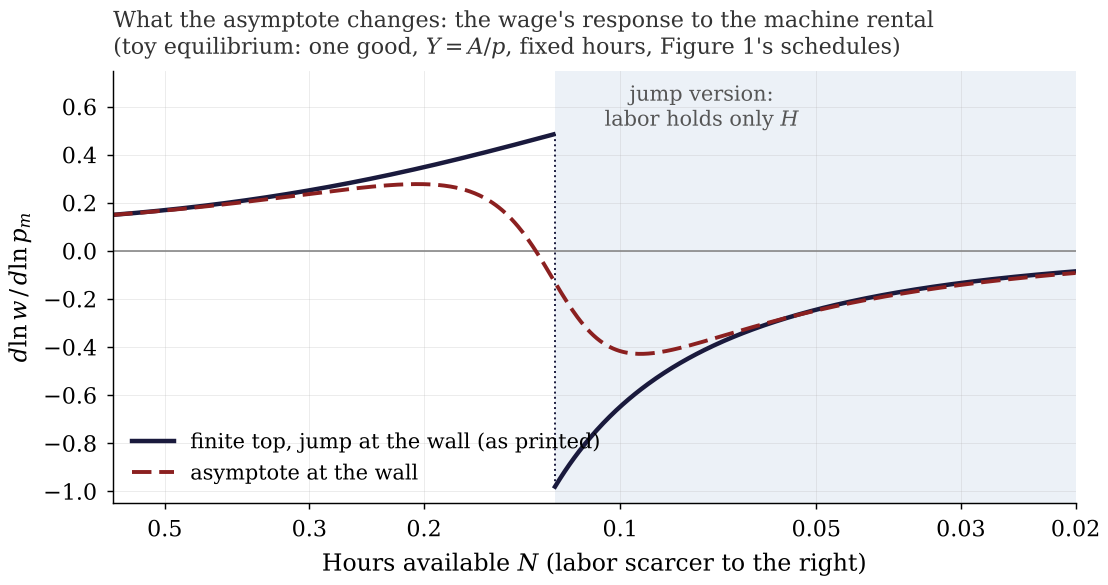 What the asymptote changes: the wage's response to the machine rental
(toy equilibrium: one good, Y = A/p, fixed hours, Figure 1's schedules)
jump version:
labor holds only H
0.6
0.4
0.2
0.0
−0.2
−0.4
−0.6
−0.8
−1.0
d ln w / d ln pₘ
finite top, jump at the wall (as printed)
asymptote at the wall
0.5
0.3
0.2
0.1
0.05
0.03
0.02
Hours available N (labor scarcer to the right)